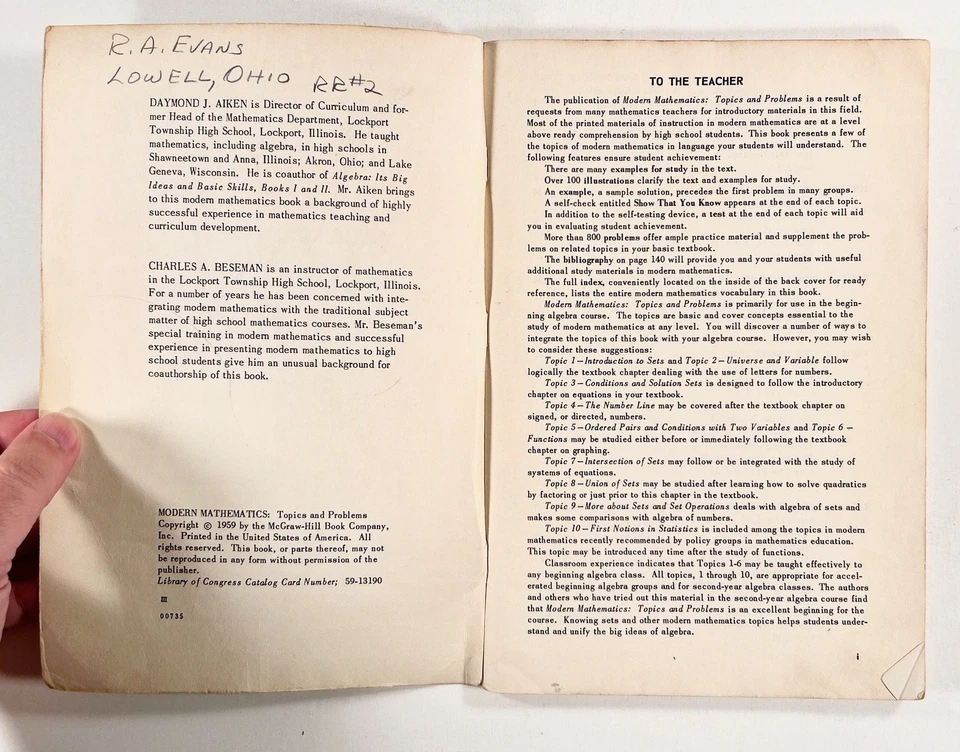 R.A. EVANS
LOWELL, OHIO RR#2
DAYMOND J. AIKEN is Director of Curriculum and for-
mer Head of the Mathematics Department, Lockport
Township High School, Lockport, Illinois. He taught
mathematics, including algebra, in high schools in
Shawneetown and Anna, Illinois; Akron, Ohio; and Lake
Geneva, Wisconsin. He is coauthor of Algebra: Its Big
Ideas and Basic Skills, Books I and II. Mr. Aiken brings
to this modern mathematics book a background of highly
successful experience in mathematics teaching and
curriculum development.
CHARLES A. BESEMAN is an instructor of mathematics
in the Lockport Township High School, Lockport, Illinois.
For a number of years he has been concerned with inte-
grating modern mathematics with the traditional subject
matter of high school mathematics courses. Mr. Beseman's
special training in modern mathematics and successful
experience in presenting modern mathematics to high
school students give him an unusual background for
coauthorship of this book.
MODERN MATHEMATICS: Topics and Problems
Copyright © 1959 by the McGraw-Hill Book Company,
Inc. Printed in the United States of America. All
rights reserved. This book, or parts thereof, may not
be reproduced in any form without permission of the
publisher.
Library of Congress Catalog Card Number; 59-13190
III
00735
TO THE TEACHER
The publication of Modern Mathematics: Topics and Problems is a result of
requests from many mathematics teachers for introductory materials in this field.
Most of the printed materials of instruction in modern mathematics are at a level
above ready comprehension by high school students. This book presents a few of
the topics of modern mathematics in language your students will understand. The
following features ensure student achievement:
There are many examples for study in the text.
Over 100 illustrations clarify the text and examples for study.
An example, a sample solution, precedes the first problem in many groups.
A self-check entitled Show That You Know appears at the end of each topic.
In addition to the self-testing device, a test at the end of each topic will aid
you in evaluating student achievement.
More than 800 problems offer ample practice material and supplement the prob-
lems on related topics in your basic textbook.
The bibliography on page 140 will provide you and your students with useful
additional study materials in modern mathematics.
The full index, conveniently located on the inside of the back cover for ready
reference, lists the entire modern mathematics vocabulary in this book.
Modern Mathematics: Topics and Problems is primarily for use in the begin-
ning algebra course. The topics are basic and cover concepts essential to the
study of modern mathematics at any level. You will discover a number of ways to
integrate the topics of this book with your algebra course. However, you may wish
to consider these suggestions:
Topic 1—Introduction to Sets and Topic 2—Universe and Variable follow
logically the textbook chapter dealing with the use of letters for numbers.
Topic 3—Conditions and Solution Sets is designed to follow the introductory
chapter on equations in your textbook.
Topic 4—The Number Line may be covered after the textbook chapter on
signed, or directed, numbers.
Topic 5—Ordered Pairs and Conditions with Two Variables and Topic 6—
Functions may be studied either before or immediately following the textbook
chapter on graphing.
Topic 7—Intersection of Sets may follow or be integrated with the study of
systems of equations.
Topic 8—Union of Sets may be studied after learning how to solve quadratics
by factoring or just prior to this chapter in the textbook.
Topic 9—More about Sets and Set Operations deals with algebra of sets and
makes some comparisons with algebra of numbers.
Topic 10—First Notions in Statistics is included among the topics in modern
mathematics recently recommended by policy groups in mathematics education.
This topic may be introduced any time after the study of functions.
Classroom experience indicates that Topics 1-6 may be taught effectively to
any beginning algebra class. All topics, 1 through 10, are appropriate for accel-
erated beginning algebra groups and for second-year algebra classes. The authors
and others who have tried out this material in the second-year algebra course find
that Modern Mathematics: Topics and Problems is an excellent beginning for the
course. Knowing sets and other modern mathematics topics helps students under-
stand and unify the big ideas of algebra.
i